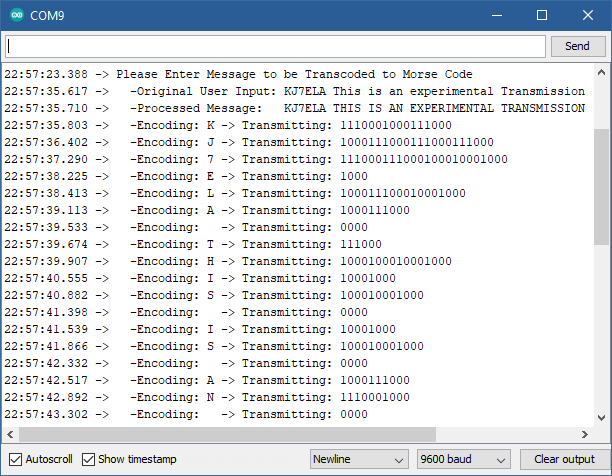 COM9
Send
22:57:23.388 -> Please Enter Message to be Transcoded to Morse Code
22:57:35.617 ->   -Original User Input: KJ7ELA This is an experimental Transmission
22:57:35.710 ->   -Processed Message:   KJ7ELA THIS IS AN EXPERIMENTAL TRANSMISSION
22:57:35.803 ->   -Encoding: K -> Transmitting: 1110001000111000
22:57:36.402 ->   -Encoding: J -> Transmitting: 1000111000111000111000
22:57:37.290 ->   -Encoding: 7 -> Transmitting: 111000111000100010001000
22:57:38.225 ->   -Encoding: E -> Transmitting: 1000
22:57:38.413 ->   -Encoding: L -> Transmitting: 100011100010001000
22:57:39.113 ->   -Encoding: A -> Transmitting: 1000111000
22:57:39.533 ->   -Encoding:   -> Transmitting: 0000
22:57:39.674 ->   -Encoding: T -> Transmitting: 111000
22:57:39.907 ->   -Encoding: H -> Transmitting: 1000100010001000
22:57:40.555 ->   -Encoding: I -> Transmitting: 10001000
22:57:40.882 ->   -Encoding: S -> Transmitting: 100010001000
22:57:41.398 ->   -Encoding:   -> Transmitting: 0000
22:57:41.539 ->   -Encoding: I -> Transmitting: 10001000
22:57:41.866 ->   -Encoding: S -> Transmitting: 100010001000
22:57:42.332 ->   -Encoding:   -> Transmitting: 0000
22:57:42.517 ->   -Encoding: A -> Transmitting: 1000111000
22:57:42.892 ->   -Encoding: N -> Transmitting: 1110001000
22:57:43.302 ->   -Encoding:   -> Transmitting: 0000
Autoscroll Show timestamp Newline 9600 baud Clear output